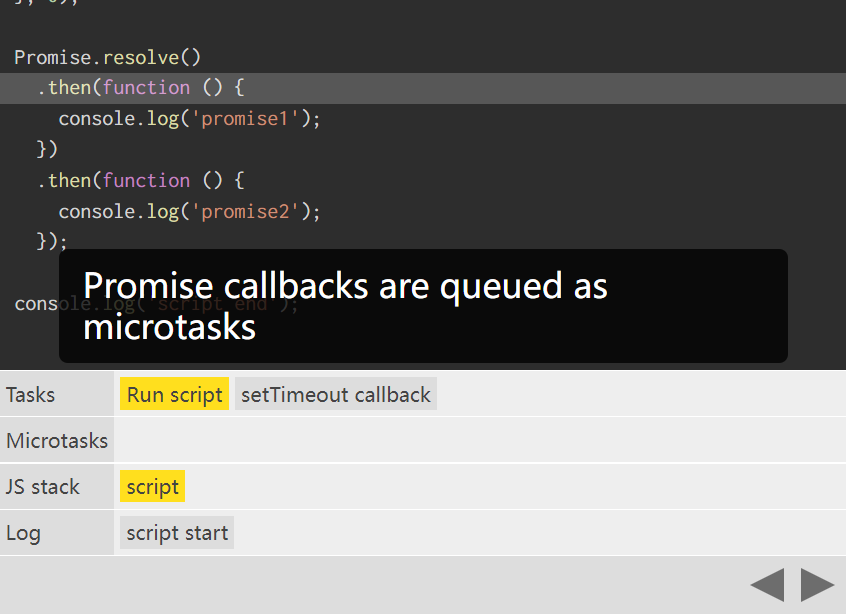 Promise.resolve()
.then(function () {
console.log('promise1');
})
.then(function () {
console.log('promise2');
});
console.log('script end');
Promise callbacks are queued as
microtasks
Tasks Run script setTimeout callback
Microtasks
JS stack script
Log script start